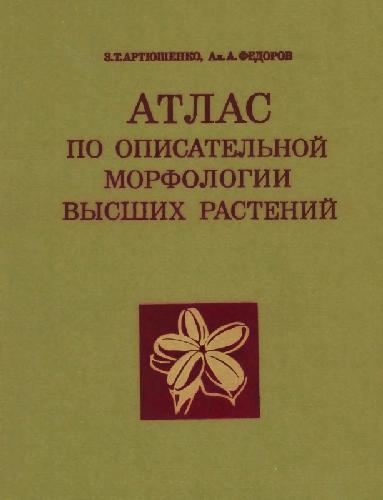 З.Т.АРТЮШЕНКО, Ал.А.ФЕДОРОВ
АТЛАС
ПО ОПИСАТЕЛЬНОЙ
МОРФОЛОГИИ
ВЫСШИХ РАСТЕНИЙ